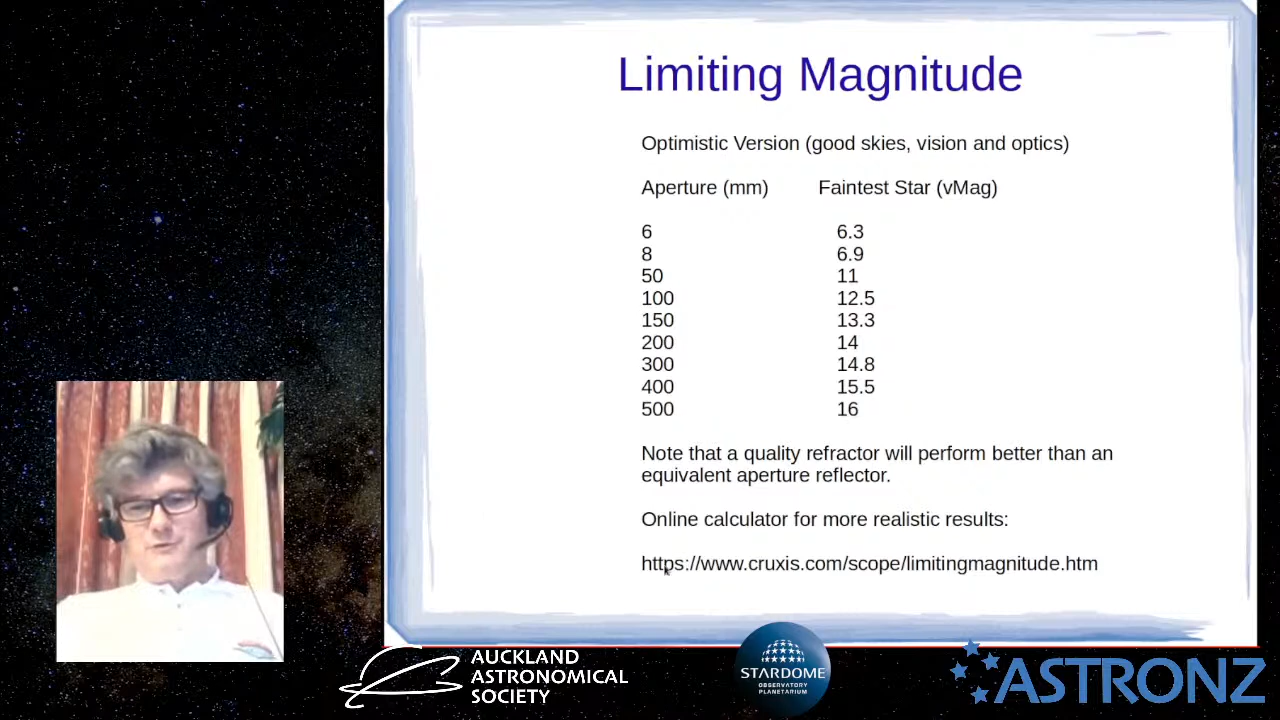 Limiting Magnitude
Optimistic Version (good skies, vision and optics)
Aperture (mm) Faintest Star (vMag)
6 6.3
8 6.9
50 11
100 12.5
150 13.3
200 14
300 14.8
400 15.5
500 16
Note that a quality refractor will perform better than an
equivalent aperture reflector.
Online calculator for more realistic results:
https://www.cruxis.com/scope/limitingmagnitude.htm
AUCKLAND
ASTRONOMICAL
SOCIETY
STARDOME
OBSERVATORY
PLANETARIUM
ASTRONZ